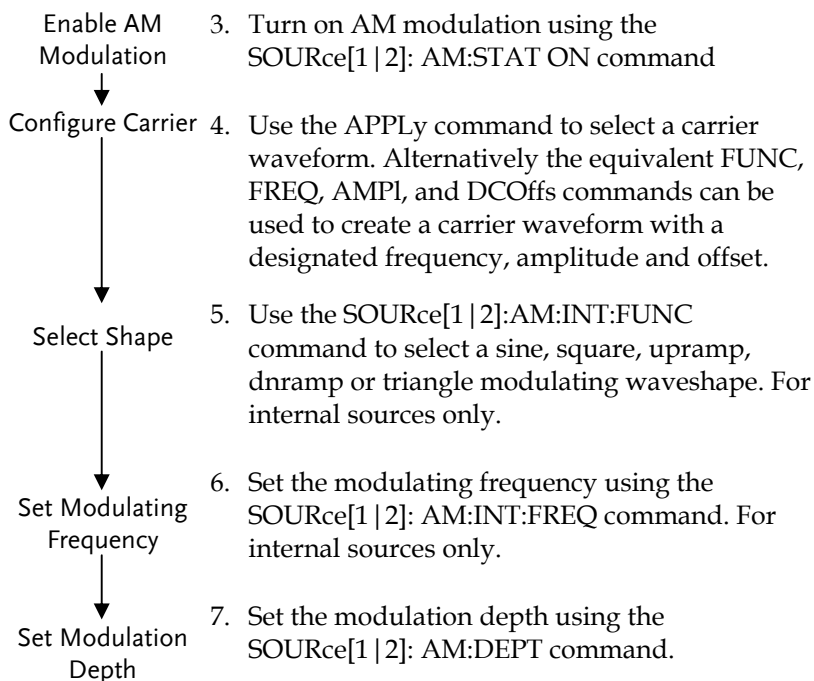 Enable AM
Modulation
3. Turn on AM modulation using the
SOURce[1|2]: AM:STAT ON command
Configure Carrier
4. Use the APPLy command to select a carrier
waveform. Alternatively the equivalent FUNC,
FREQ, AMPl, and DCOffs commands can be
used to create a carrier waveform with a
designated frequency, amplitude and offset.
Select Shape
5. Use the SOURce[1|2]:AM:INT:FUNC
command to select a sine, square, upramp,
dnramp or triangle modulating waveshape. For
internal sources only.
Set Modulating
Frequency
6. Set the modulating frequency using the
SOURce[1|2]: AM:INT:FREQ command. For
internal sources only.
Set Modulation
Depth
7. Set the modulation depth using the
SOURce[1|2]: AM:DEPT command.